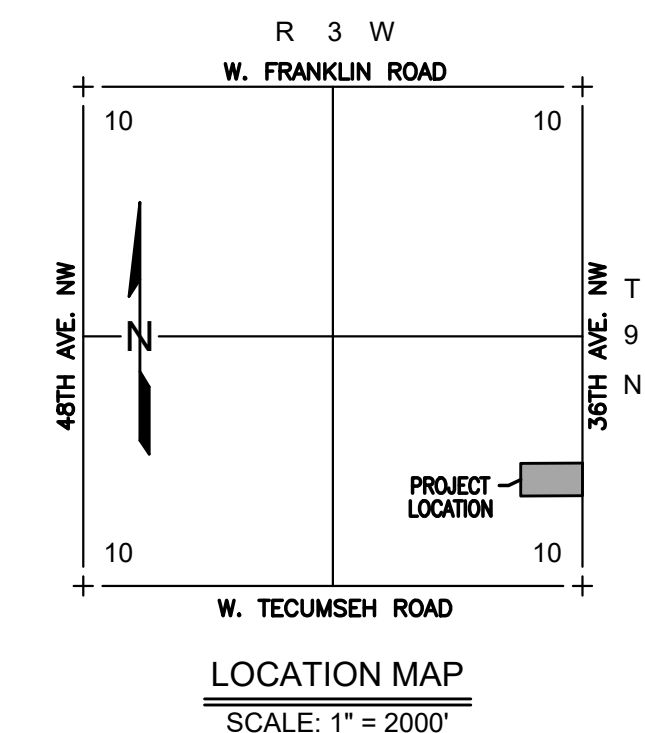 R 3 W
W. FRANKLIN ROAD
10
10
48TH AVE. NW
N
36TH AVE. NW
T
9
N
PROJECT
LOCATION
10
10
W. TECUMSEH ROAD
LOCATION MAP
SCALE: 1" = 2000'